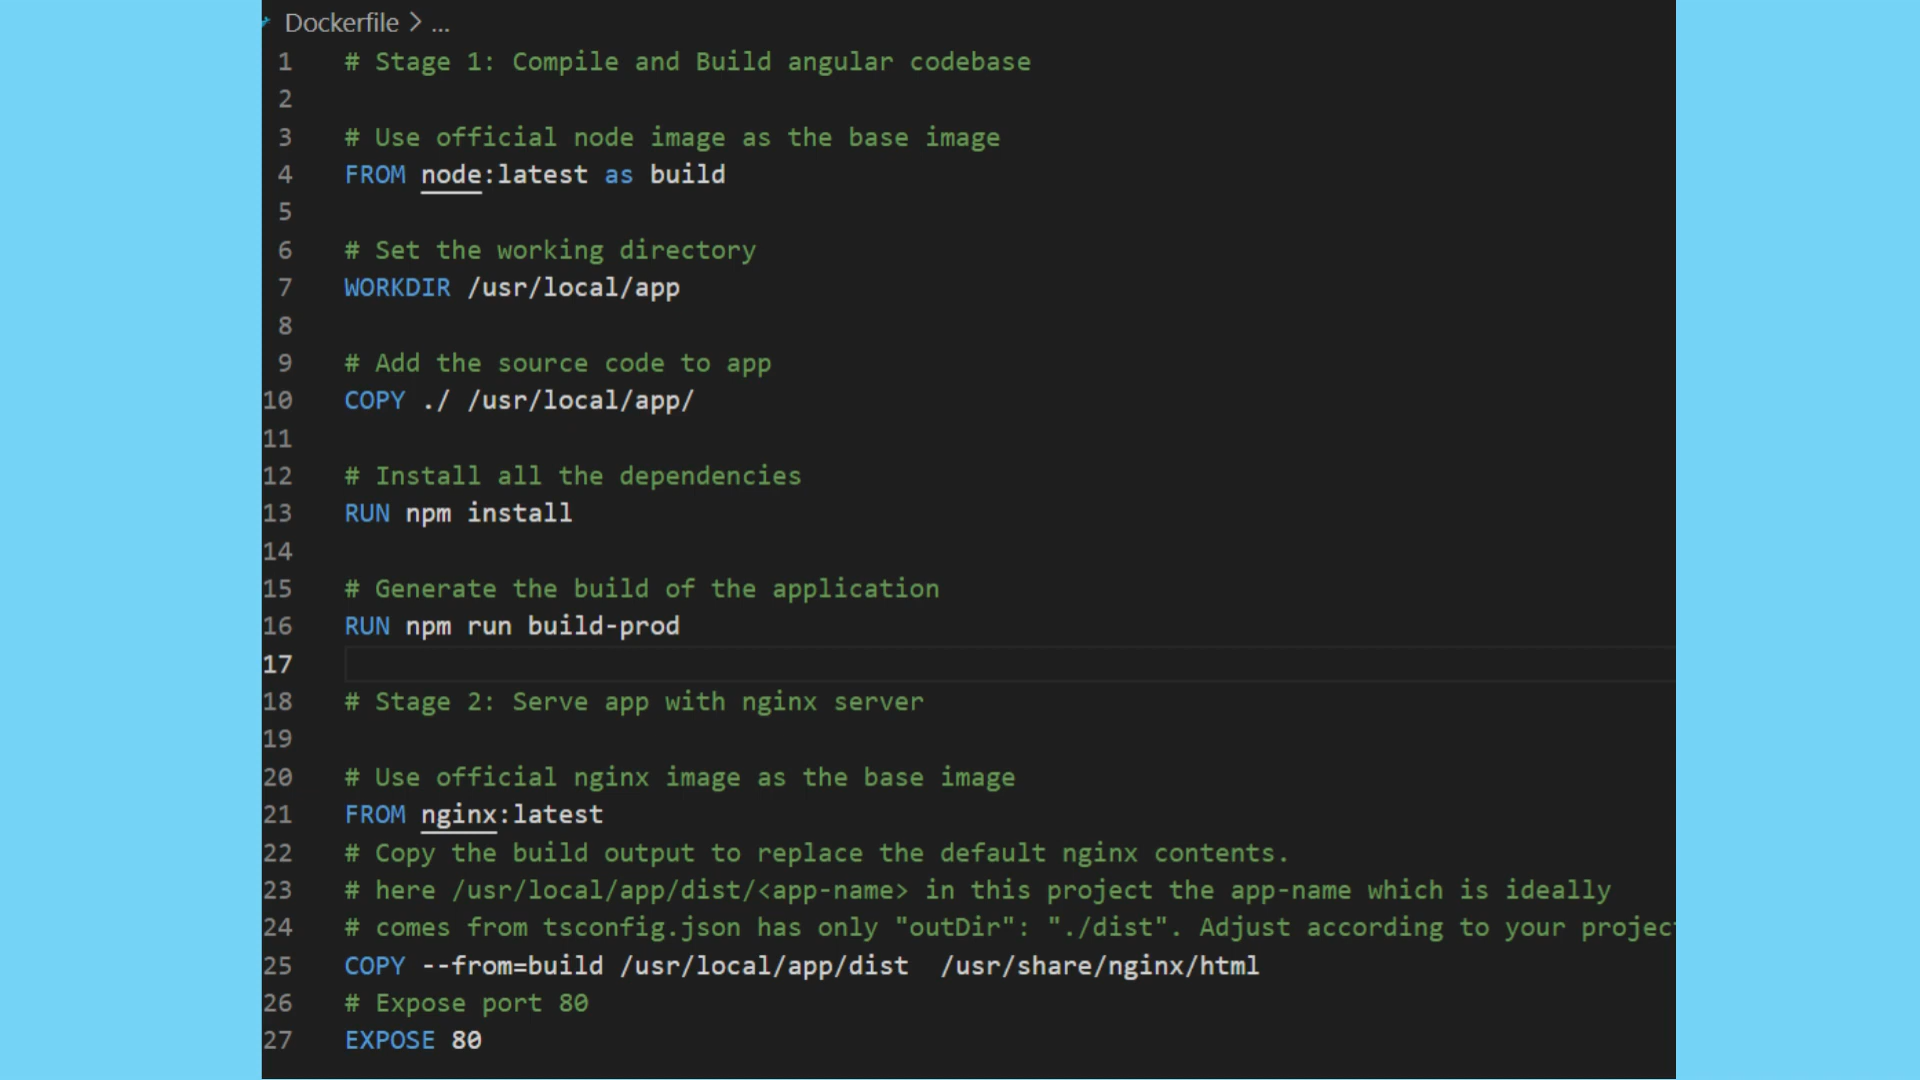 Dockerfile > ...
1 # Stage 1: Compile and Build angular codebase
2
3 # Use official node image as the base image
4 FROM node:latest as build
5
6 # Set the working directory
7 WORKDIR /usr/local/app
8
9 # Add the source code to app
10 COPY ./ /usr/local/app/
11
12 # Install all the dependencies
13 RUN npm install
14
15 # Generate the build of the application
16 RUN npm run build-prod
17
18 # Stage 2: Serve app with nginx server
19
20 # Use official nginx image as the base image
21 FROM nginx:latest
22 # Copy the build output to replace the default nginx contents.
23 # here /usr/local/app/dist/<app-name> in this project the app-name which is ideally
24 # comes from tsconfig.json has only "outDir": "./dist". Adjust according to your projec
25 COPY --from=build /usr/local/app/dist  /usr/share/nginx/html
26 # Expose port 80
27 EXPOSE 80